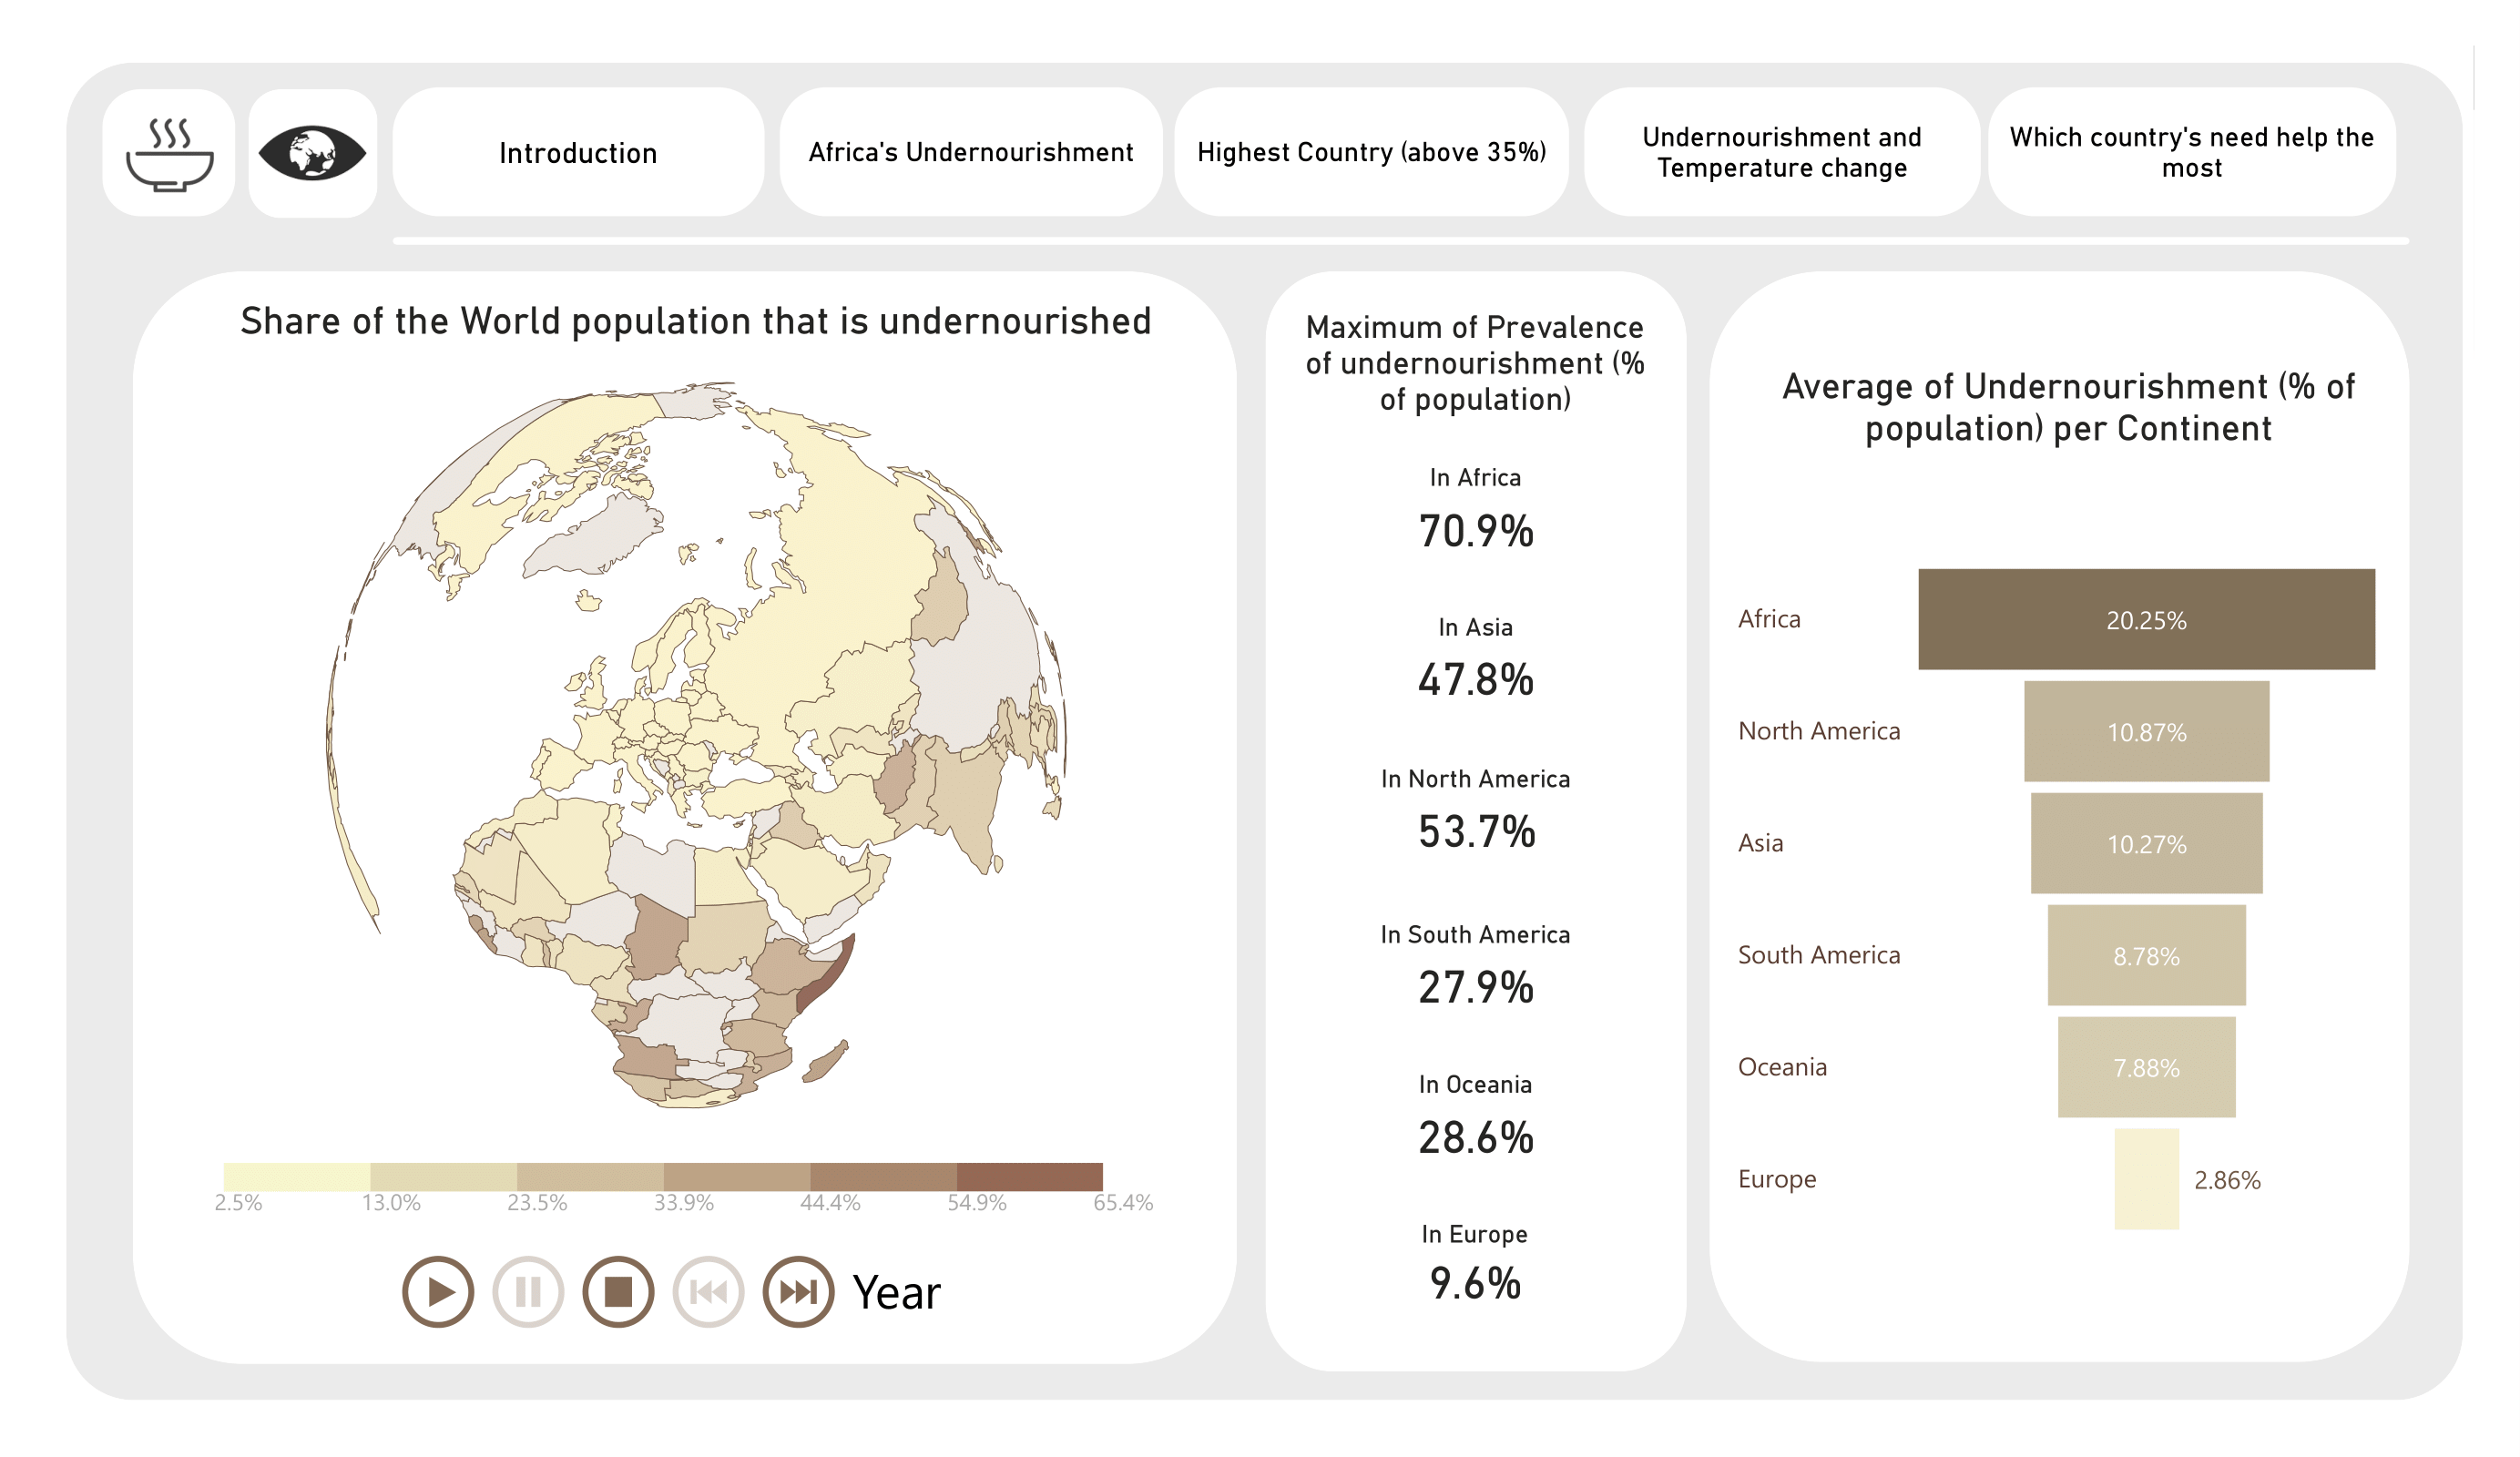 Introduction
Africa's Undernourishment
Highest Country (above 35%)
Undernourishment and
Temperature change
Which country's need help the
most
Share of the World population that is undernourished
2.5%
13.0%
23.5%
33.9%
44.4%
54.9%
65.4%
Year
Maximum of Prevalence
of undernourishment (%
of population)
In Africa
70.9%
In Asia
47.8%
In North America
53.7%
In South America
27.9%
In Oceania
28.6%
In Europe
9.6%
Average of Undernourishment (% of
population) per Continent
Africa
20.25%
North America
10.87%
Asia
10.27%
South America
8.78%
Oceania
7.88%
Europe
2.86%